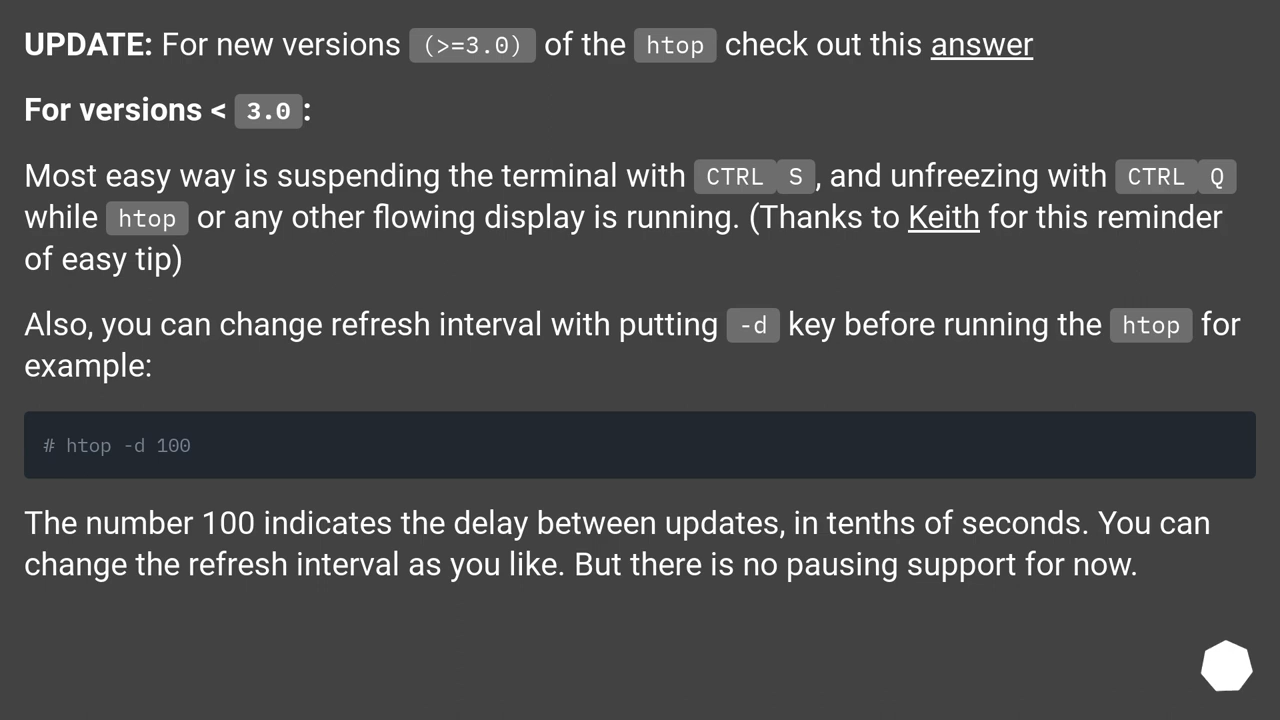 UPDATE: For new versions (>=3.0) of the htop check out this answer
For versions < 3.0:
Most easy way is suspending the terminal with CTRL S, and unfreezing with CTRL Q
while htop or any other flowing display is running. (Thanks to Keith for this reminder
of easy tip)
Also, you can change refresh interval with putting -d key before running the htop for
example:
# htop -d 100
The number 100 indicates the delay between updates, in tenths of seconds. You can
change the refresh interval as you like. But there is no pausing support for now.